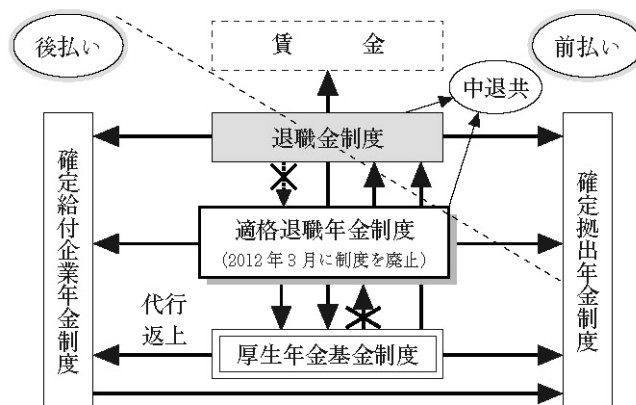 後払い
賃　金
前払い
中退共
退職金制度
確定給付企業年金制度
適格退職年金制度
(2012年3月に制度を廃止)
確定拠出年金制度
代行
返上
厚生年金基金制度